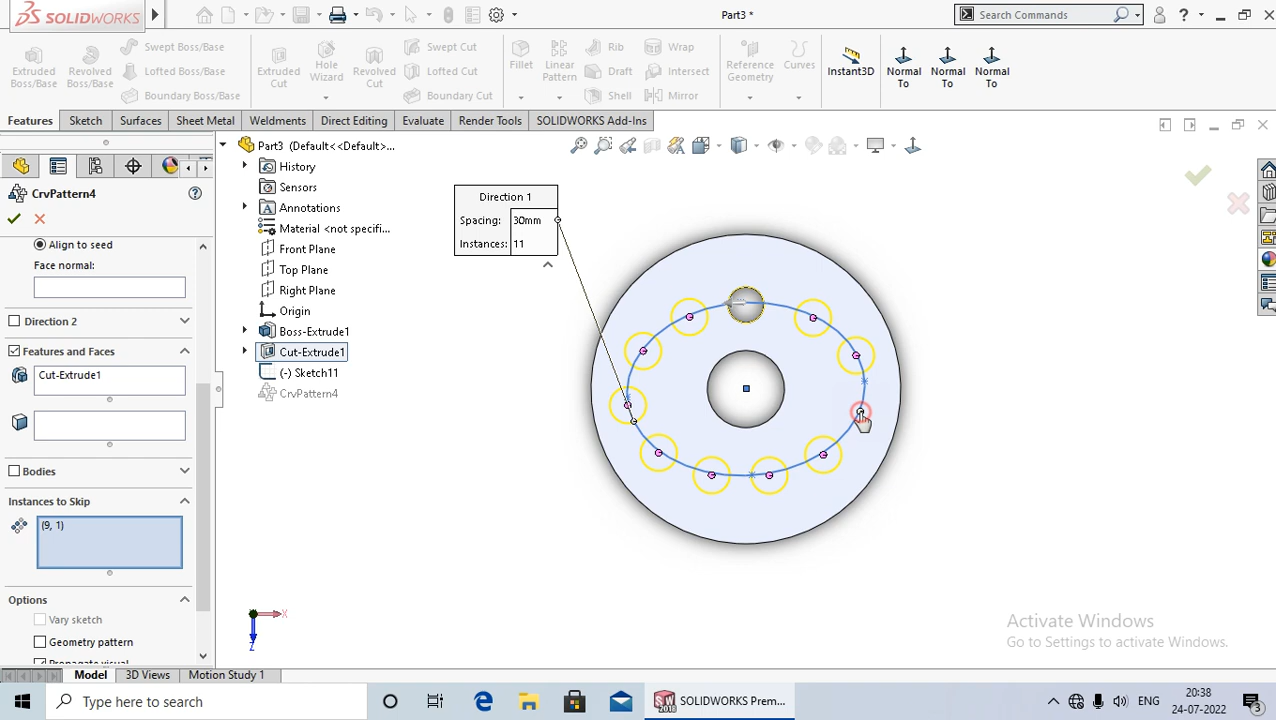 SOLIDWORKS
Part3 *
Search Commands
Extruded Boss/Base
Revolved Boss/Base
Swept Boss/Base
Lofted Boss/Base
Boundary Boss/Base
Extruded Cut
Hole Wizard
Revolved Cut
Swept Cut
Lofted Cut
Boundary Cut
Fillet
Linear Pattern
Rib
Draft
Shell
Wrap
Intersect
Mirror
Reference Geometry
Curves
Instant3D
Normal To
Normal To
Normal To
Features
Sketch
Surfaces
Sheet Metal
Weldments
Direct Editing
Evaluate
Render Tools
SOLIDWORKS Add-Ins
CrvPattern4
Align to seed
Face normal:
Direction 2
Features and Faces
Cut-Extrude1
Bodies
Instances to Skip
(9, 1)
Options
Vary sketch
Geometry pattern
Propagate visual
Part3 (Default<<Default>...
History
Sensors
Annotations
Material <not specifi...
Front Plane
Top Plane
Right Plane
Origin
Boss-Extrude1
Cut-Extrude1
(-) Sketch11
CrvPattern4
Direction 1
Spacing: 30mm
Instances: 11
X
Z
Activate Windows
Go to Settings to activate Windows.
Model
3D Views
Motion Study 1
Type here to search
SW 2018
SOLIDWORKS Prem...
ENG
20:38
24-07-2022
3